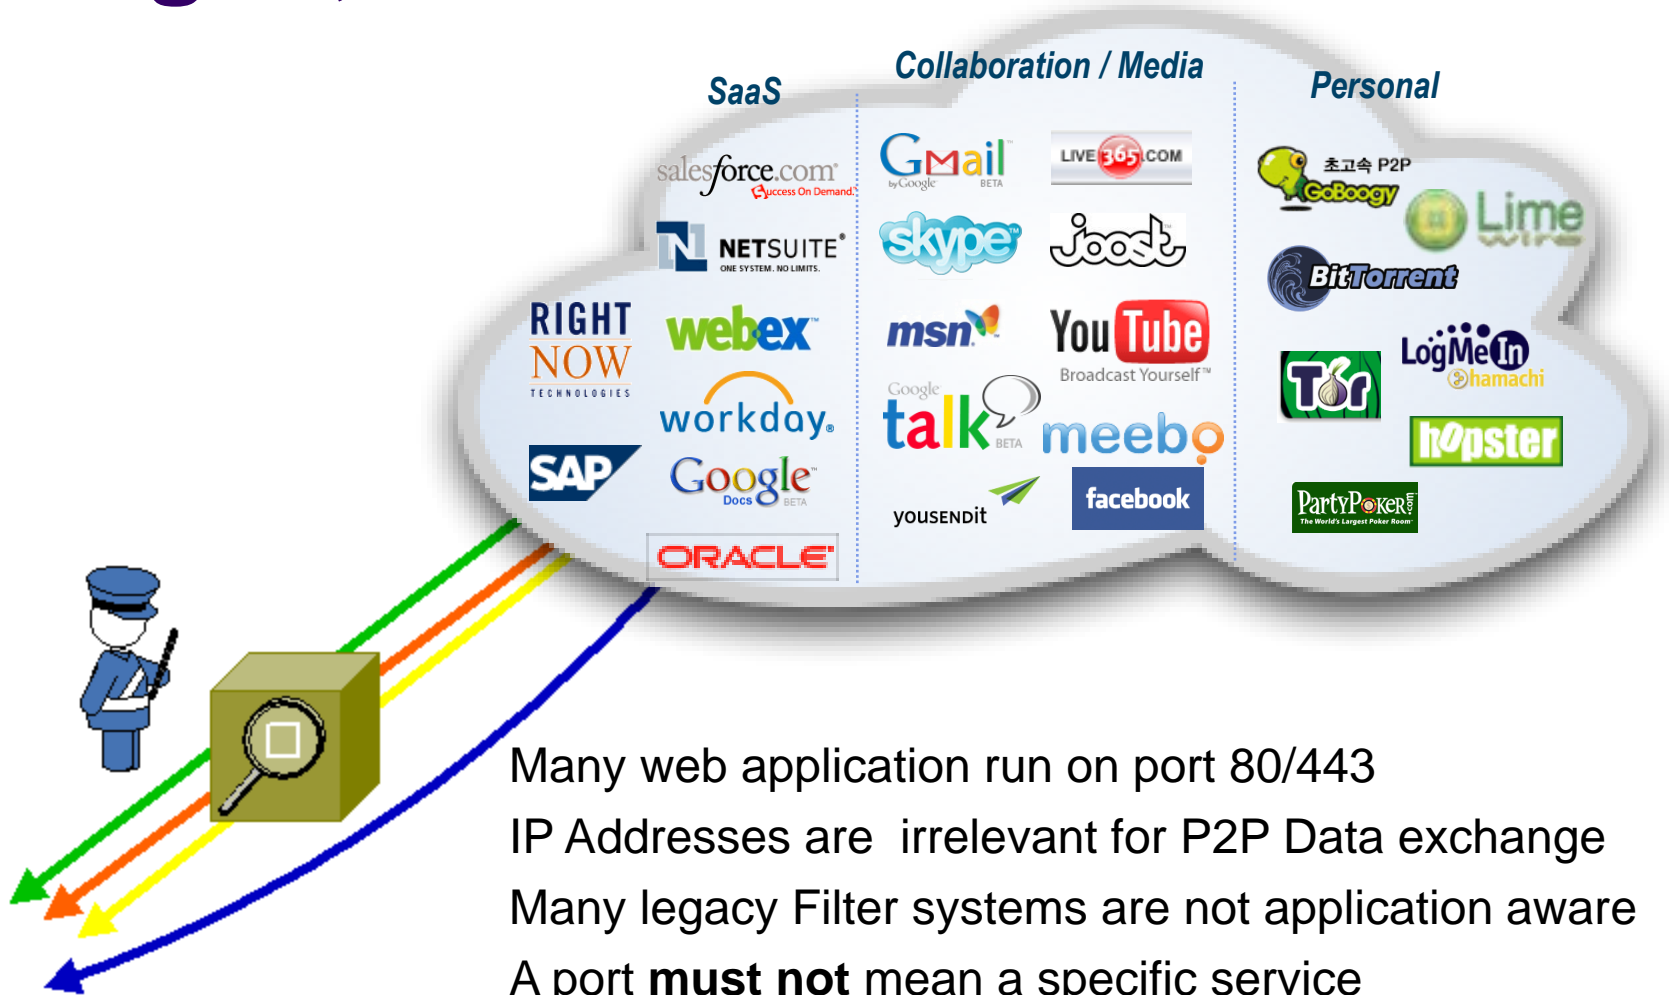 SaaS
Collaboration / Media
Personal
salesforce.com
Success On Demand.
NETSUITE
ONE SYSTEM. NO LIMITS.
RIGHT
NOW
TECHNOLOGIES
webex
workday
SAP
Google
Docs BETA
ORACLE
GMail
by Google BETA
LIVE 365.COM
skype
joost
msn
You Tube
Broadcast Yourself
Google
talk
BETA
meebo
yousendit
facebook
초고속 P2P
GoBoogy
Lime
wire
BitTorrent
Tor
LogMeIn
hamachi
hopster
PartyPoker.com
The World's Largest Poker Room
Many web application run on port 80/443
IP Addresses are irrelevant for P2P Data exchange
Many legacy Filter systems are not application aware
A port must not mean a specific service